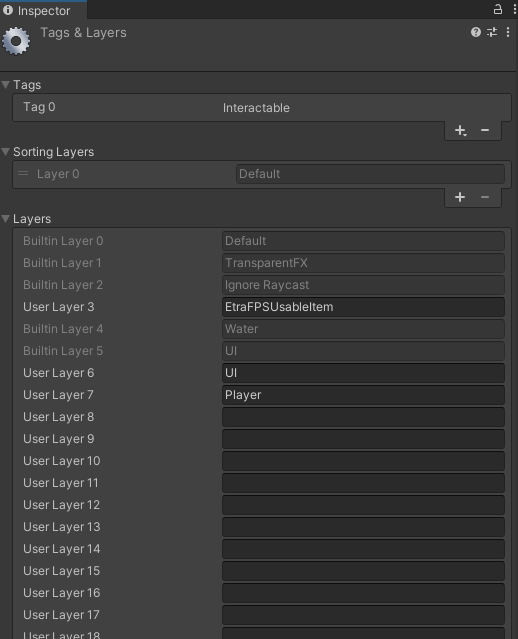 Inspector
Tags & Layers
Tags
Tag 0 Interactable
Sorting Layers
Layer 0 Default
Layers
Builtin Layer 0 Default
Builtin Layer 1 TransparentFX
Builtin Layer 2 Ignore Raycast
User Layer 3 EtraFPSUsableItem
Builtin Layer 4 Water
Builtin Layer 5 UI
User Layer 6 UI
User Layer 7 Player
User Layer 8
User Layer 9
User Layer 10
User Layer 11
User Layer 12
User Layer 13
User Layer 14
User Layer 15
User Layer 16
User Layer 17
User Layer 18